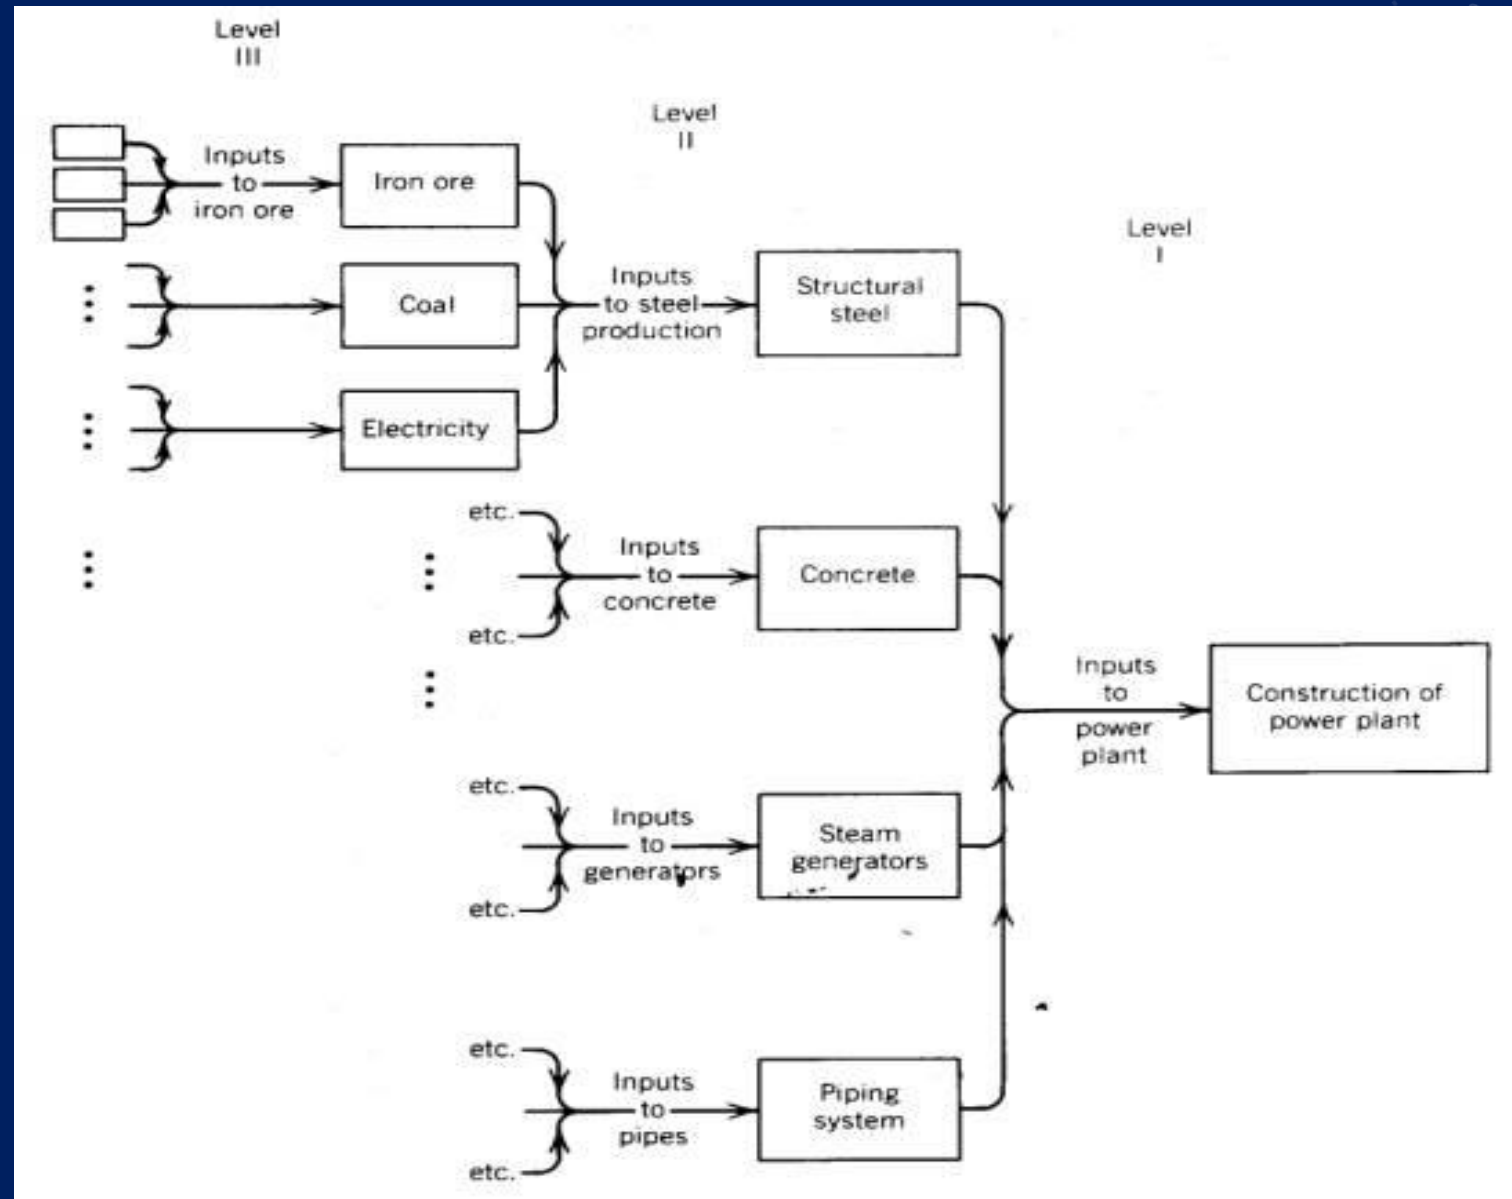 Level
III
Level
II
Level
I
Inputs
to
iron ore
Iron ore
Coal
Electricity
Inputs
to steel
production
Structural
steel
etc.
etc.
Inputs
to
concrete
Concrete
etc.
etc.
Inputs
to
generators
Steam
generators
etc.
etc.
Inputs
to
pipes
Piping
system
Inputs
to
power
plant
Construction of
power plant